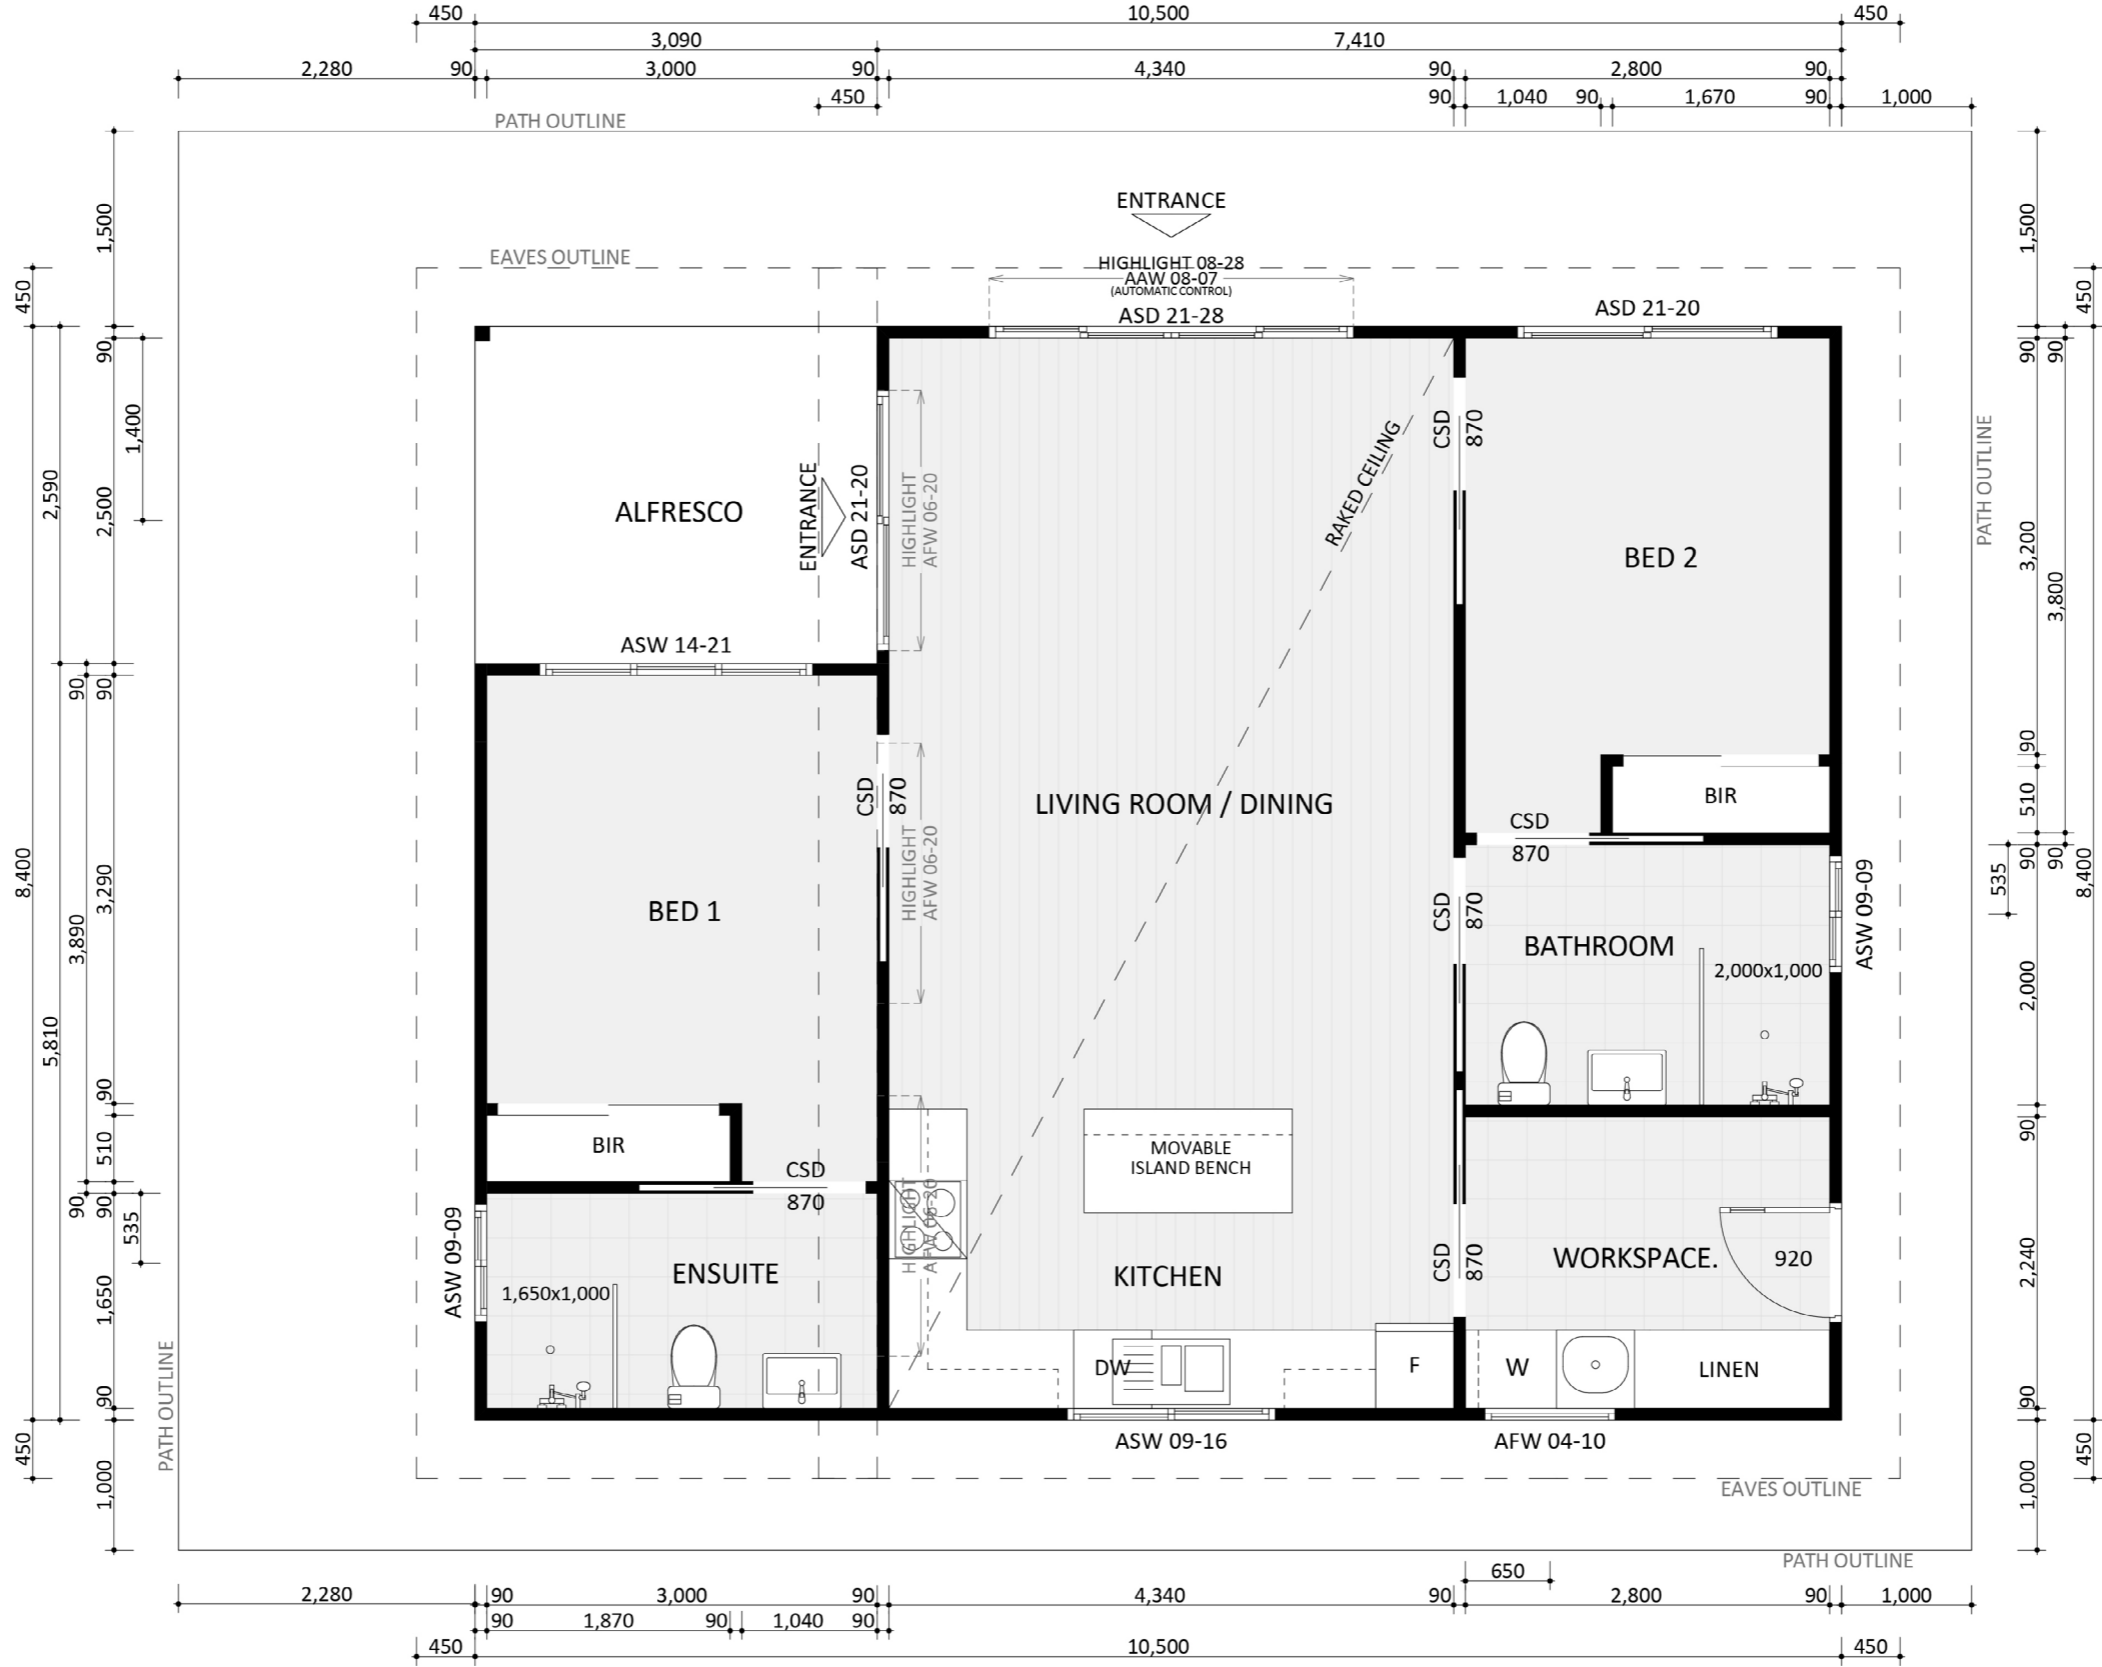 450 10,500 450
3,090 7,410
2,280 90 3,000 90 4,340 90 2,800 90
450 90 1,040 90 1,670 90 1,000
PATH OUTLINE
ENTRANCE
EAVES OUTLINE
HIGHLIGHT 08-28
AAW 08-07
(AUTOMATIC CONTROL)
ASD 21-28
ASD 21-20
1,500
450
90
1,400
2,590
2,500
8,400
90
90
3,290
3,890
5,810
90
510
90
90
535
1,650
90
450
1,000
ALFRESCO
ENTRANCE
ASD 21-20
HIGHLIGHT
AFW 06-20
RAKED CEILING
CSD
870
BED 2
PATH OUTLINE
ASW 14-21
BIR
CSD
870
CSD
870
HIGHLIGHT
AFW 06-20
LIVING ROOM / DINING
BED 1
CSD
870
BATHROOM
2,000x1,000
ASW 09-09
BIR
CSD
870
MOVABLE
ISLAND BENCH
HIGHLIGHT
AFW 06-20
ASW 09-09
ENSUITE
1,650x1,000
KITCHEN
CSD
870
WORKSPACE.
920
DW
F
W
LINEN
ASW 09-16
AFW 04-10
PATH OUTLINE
EAVES OUTLINE
PATH OUTLINE
1,500
450
90
90
3,200
3,800
90
510
90
90
535
8,400
2,000
90
2,240
90
450
1,000
650
2,280 90 3,000 90 4,340 90 2,800 90 1,000
90 1,870 90 1,040 90
450 10,500 450